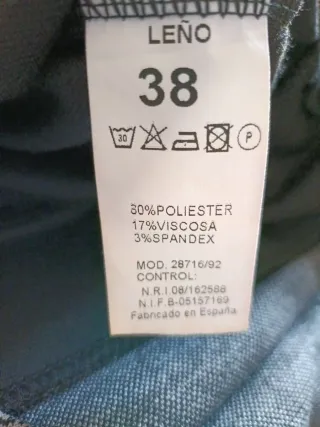 LEÑO
38
30
P
80%POLIESTER
17%VISCOSA
3%SPANDEX
MOD. 28716/92
CONTROL:
N.R.I.08/162588
N.I.F.B-05157169
Fabricado en España